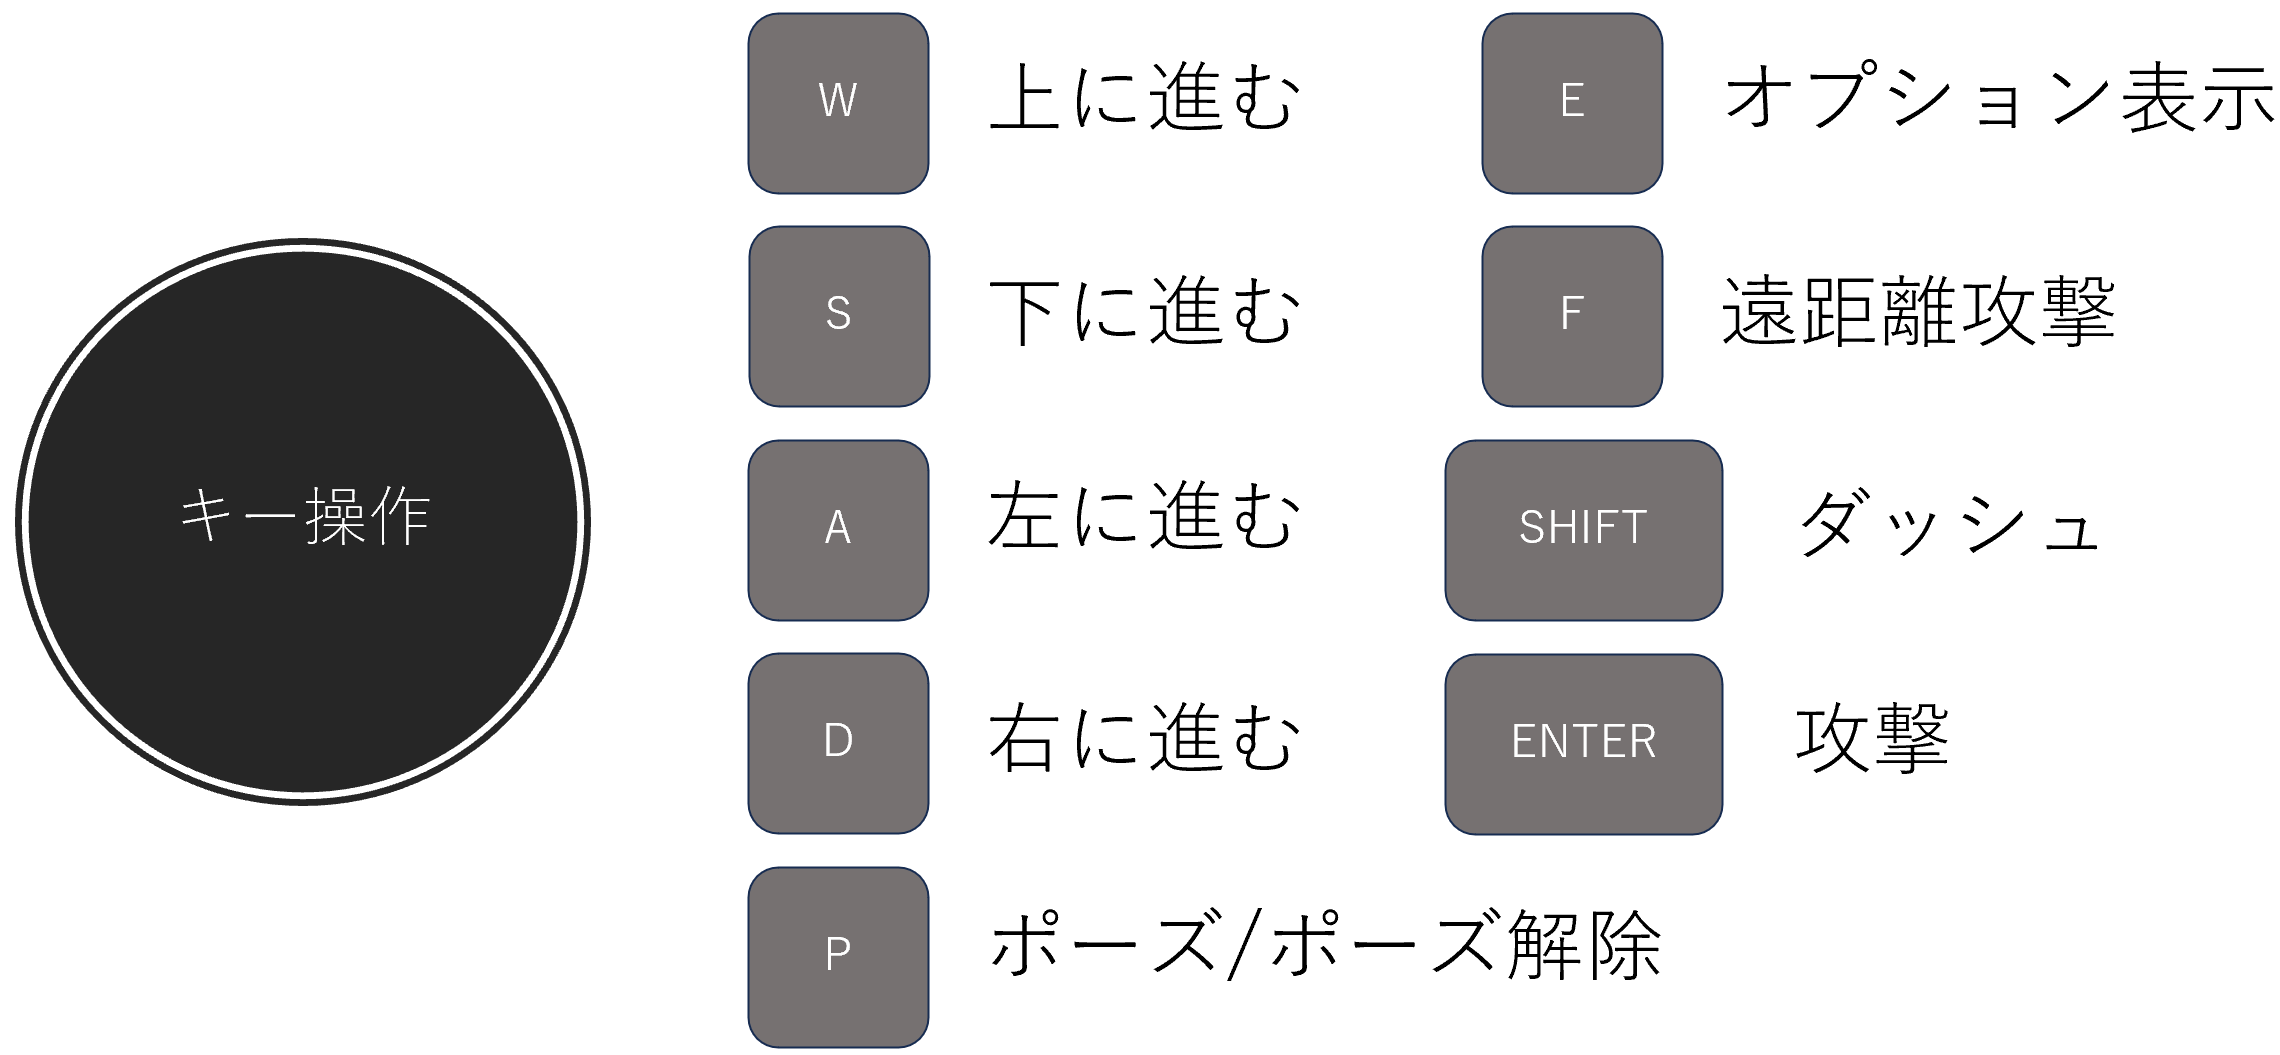 キー操作
W 上に進む
S 下に進む
A 左に進む
D 右に進む
P ポーズ/ポーズ解除
E オプション表示
F 遠距離攻撃
SHIFT ダッシュ
ENTER 攻撃